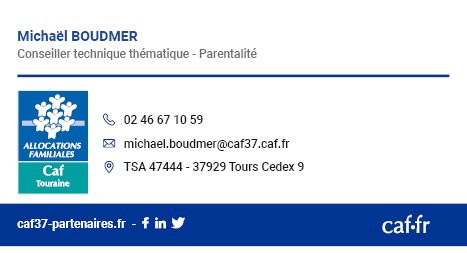 Michaël BOUDMER
Conseiller technique thématique - Parentalité
ALLOCATIONS
FAMILIALES
Caf
Touraine
02 46 67 10 59
michael.boudmer@caf37.caf.fr
TSA 47444 - 37929 Tours Cedex 9
caf37-partenaires.fr -
caf•fr